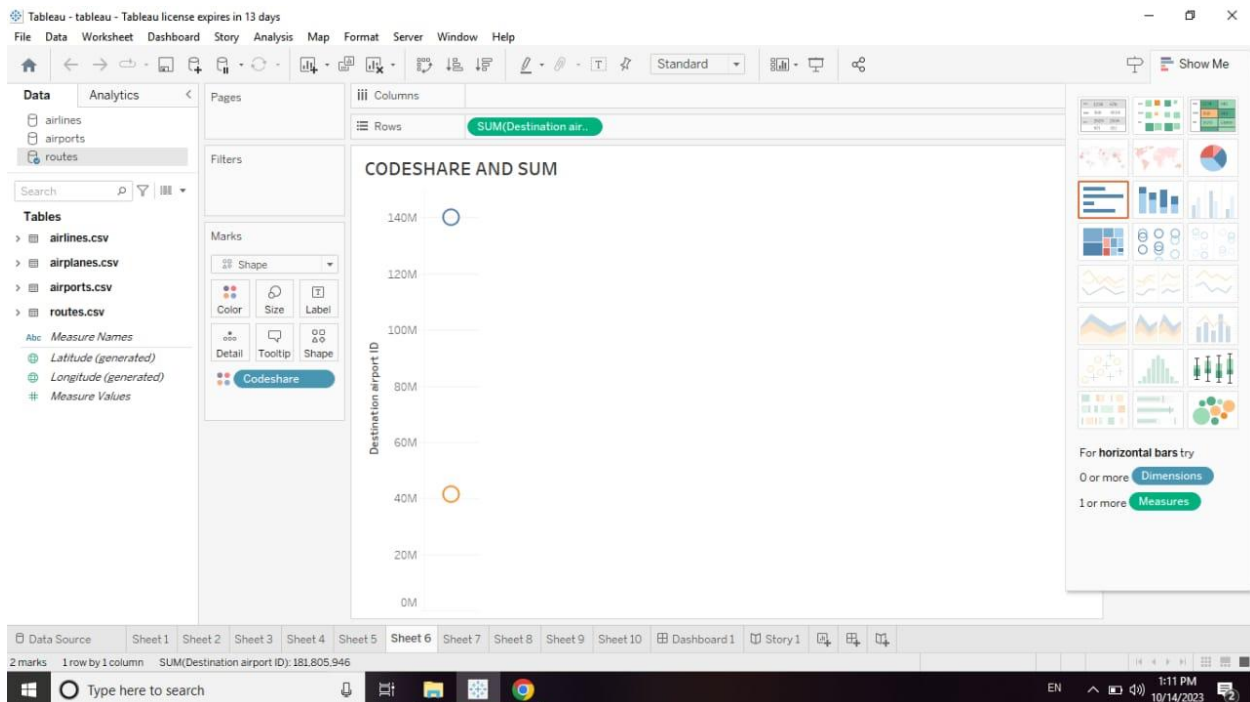 Tableau - tableau - Tableau license expires in 13 days
File Data Worksheet Dashboard Story Analysis Map Format Server Window Help
Standard
Show Me
Data Analytics
airlines
airports
routes
Search
Tables
airlines.csv
airplanes.csv
airports.csv
routes.csv
Abc Measure Names
Latitude (generated)
Longitude (generated)
# Measure Values
Pages
Filters
Marks
Shape
Color Size Label
Detail Tooltip Shape
Codeshare
iii Columns
Rows SUM(Destination air..
CODESHARE AND SUM
Destination airport ID
140M
120M
100M
80M
60M
40M
20M
0M
For horizontal bars try
0 or more Dimensions
1 or more Measures
Data Source Sheet 1 Sheet 2 Sheet 3 Sheet 4 Sheet 5 Sheet 6 Sheet 7 Sheet 8 Sheet 9 Sheet 10 Dashboard 1 Story 1
2 marks 1 row by 1 column SUM(Destination airport ID): 181,805,946
Type here to search
EN
1:11 PM
10/14/2023
2